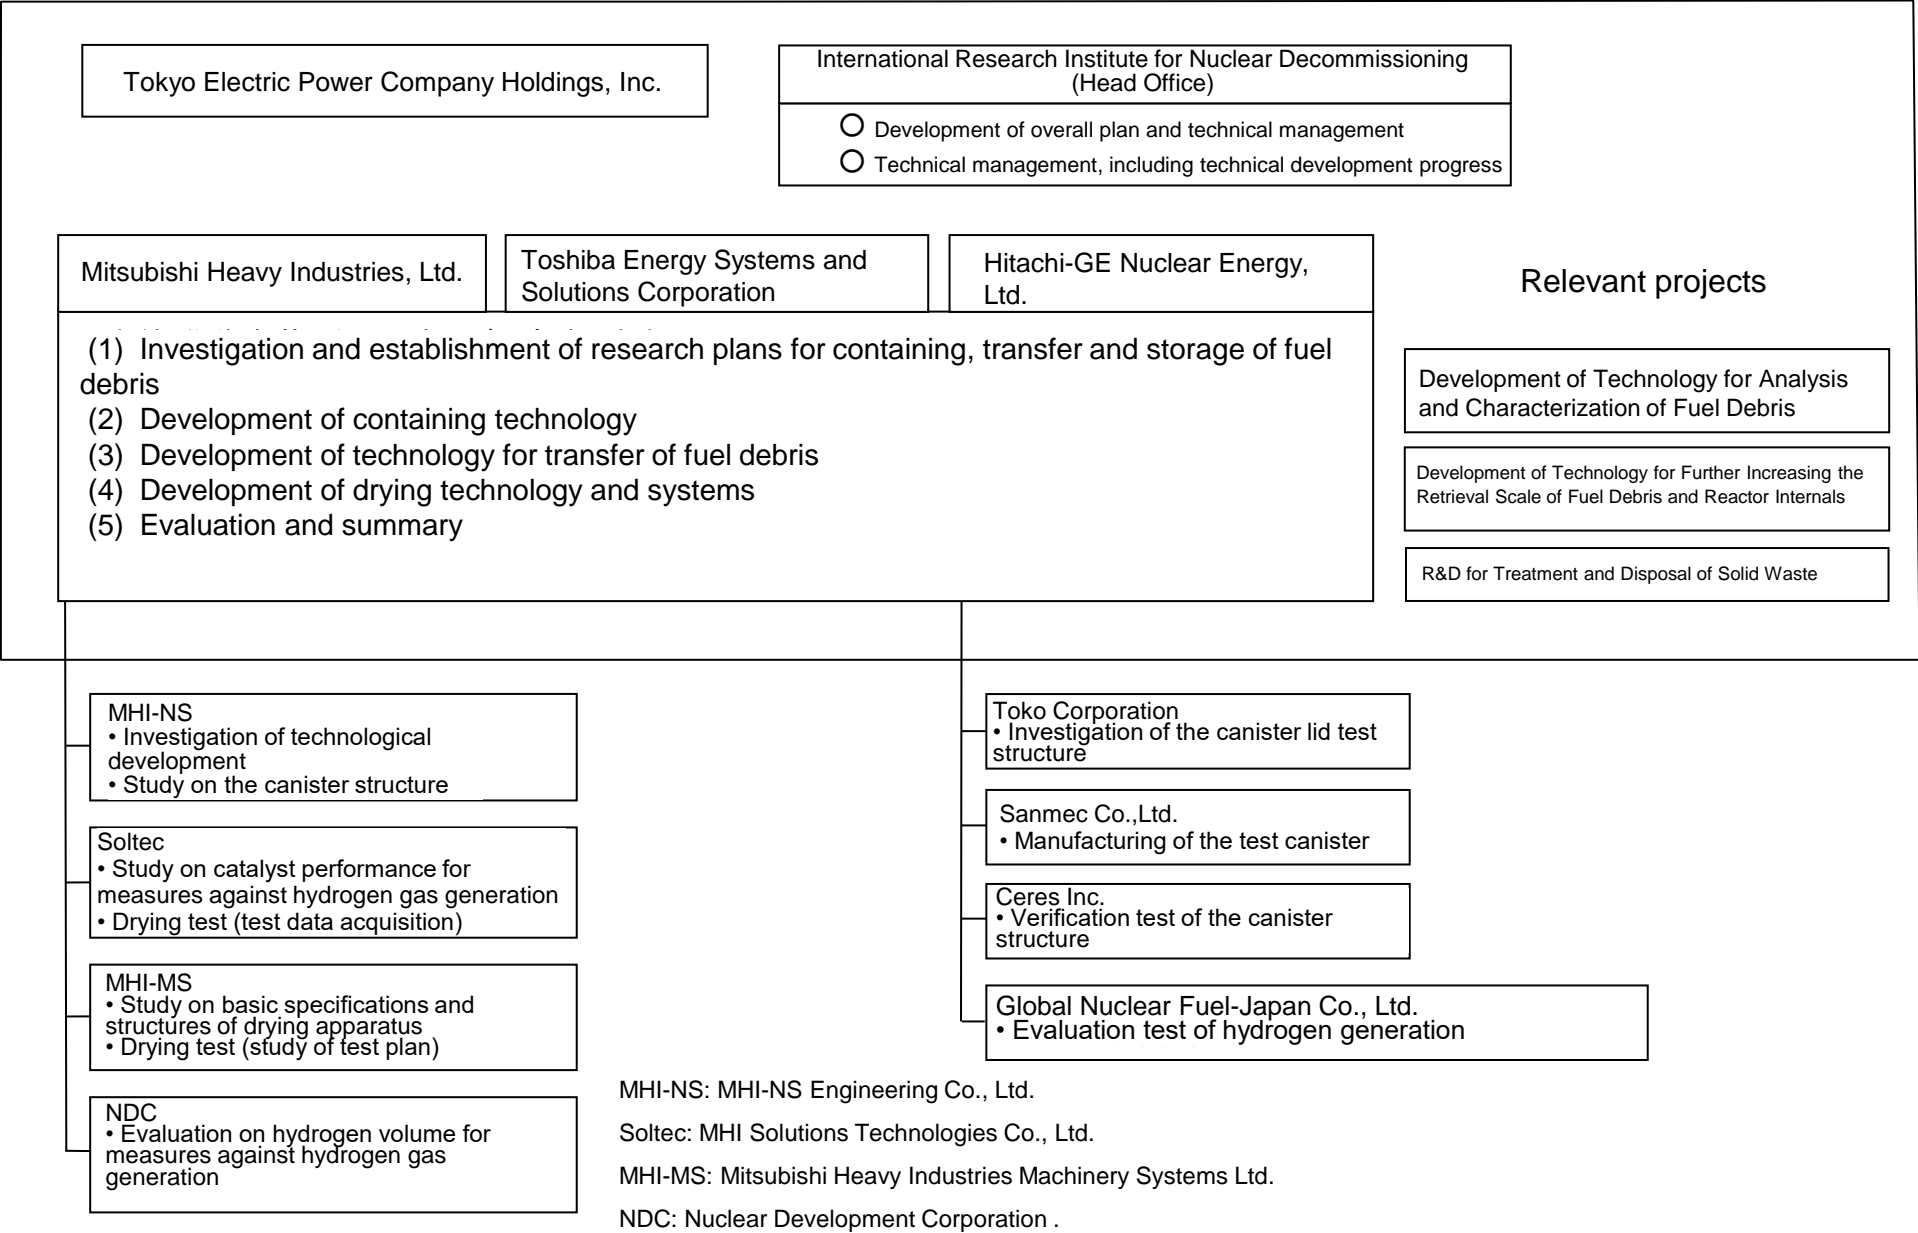 Tokyo Electric Power Company Holdings, Inc.
International Research Institute for Nuclear Decommissioning
(Head Office)
○ Development of overall plan and technical management
○ Technical management, including technical development progress
Mitsubishi Heavy Industries, Ltd.
Toshiba Energy Systems and
Solutions Corporation
Hitachi-GE Nuclear Energy,
Ltd.
(1) Investigation and establishment of research plans for containing, transfer and storage of fuel
debris
(2) Development of containing technology
(3) Development of technology for transfer of fuel debris
(4) Development of drying technology and systems
(5) Evaluation and summary
Relevant projects
Development of Technology for Analysis
and Characterization of Fuel Debris
Development of Technology for Further Increasing the
Retrieval Scale of Fuel Debris and Reactor Internals
R&D for Treatment and Disposal of Solid Waste
MHI-NS
• Investigation of technological
development
• Study on the canister structure
Soltec
• Study on catalyst performance for
measures against hydrogen gas generation
• Drying test (test data acquisition)
MHI-MS
• Study on basic specifications and
structures of drying apparatus
• Drying test (study of test plan)
NDC
• Evaluation on hydrogen volume for
measures against hydrogen gas
generation
Toko Corporation
• Investigation of the canister lid test
structure
Sanmec Co.,Ltd.
• Manufacturing of the test canister
Ceres Inc.
• Verification test of the canister
structure
Global Nuclear Fuel-Japan Co., Ltd.
• Evaluation test of hydrogen generation
MHI-NS: MHI-NS Engineering Co., Ltd.
Soltec: MHI Solutions Technologies Co., Ltd.
MHI-MS: Mitsubishi Heavy Industries Machinery Systems Ltd.
NDC: Nuclear Development Corporation .